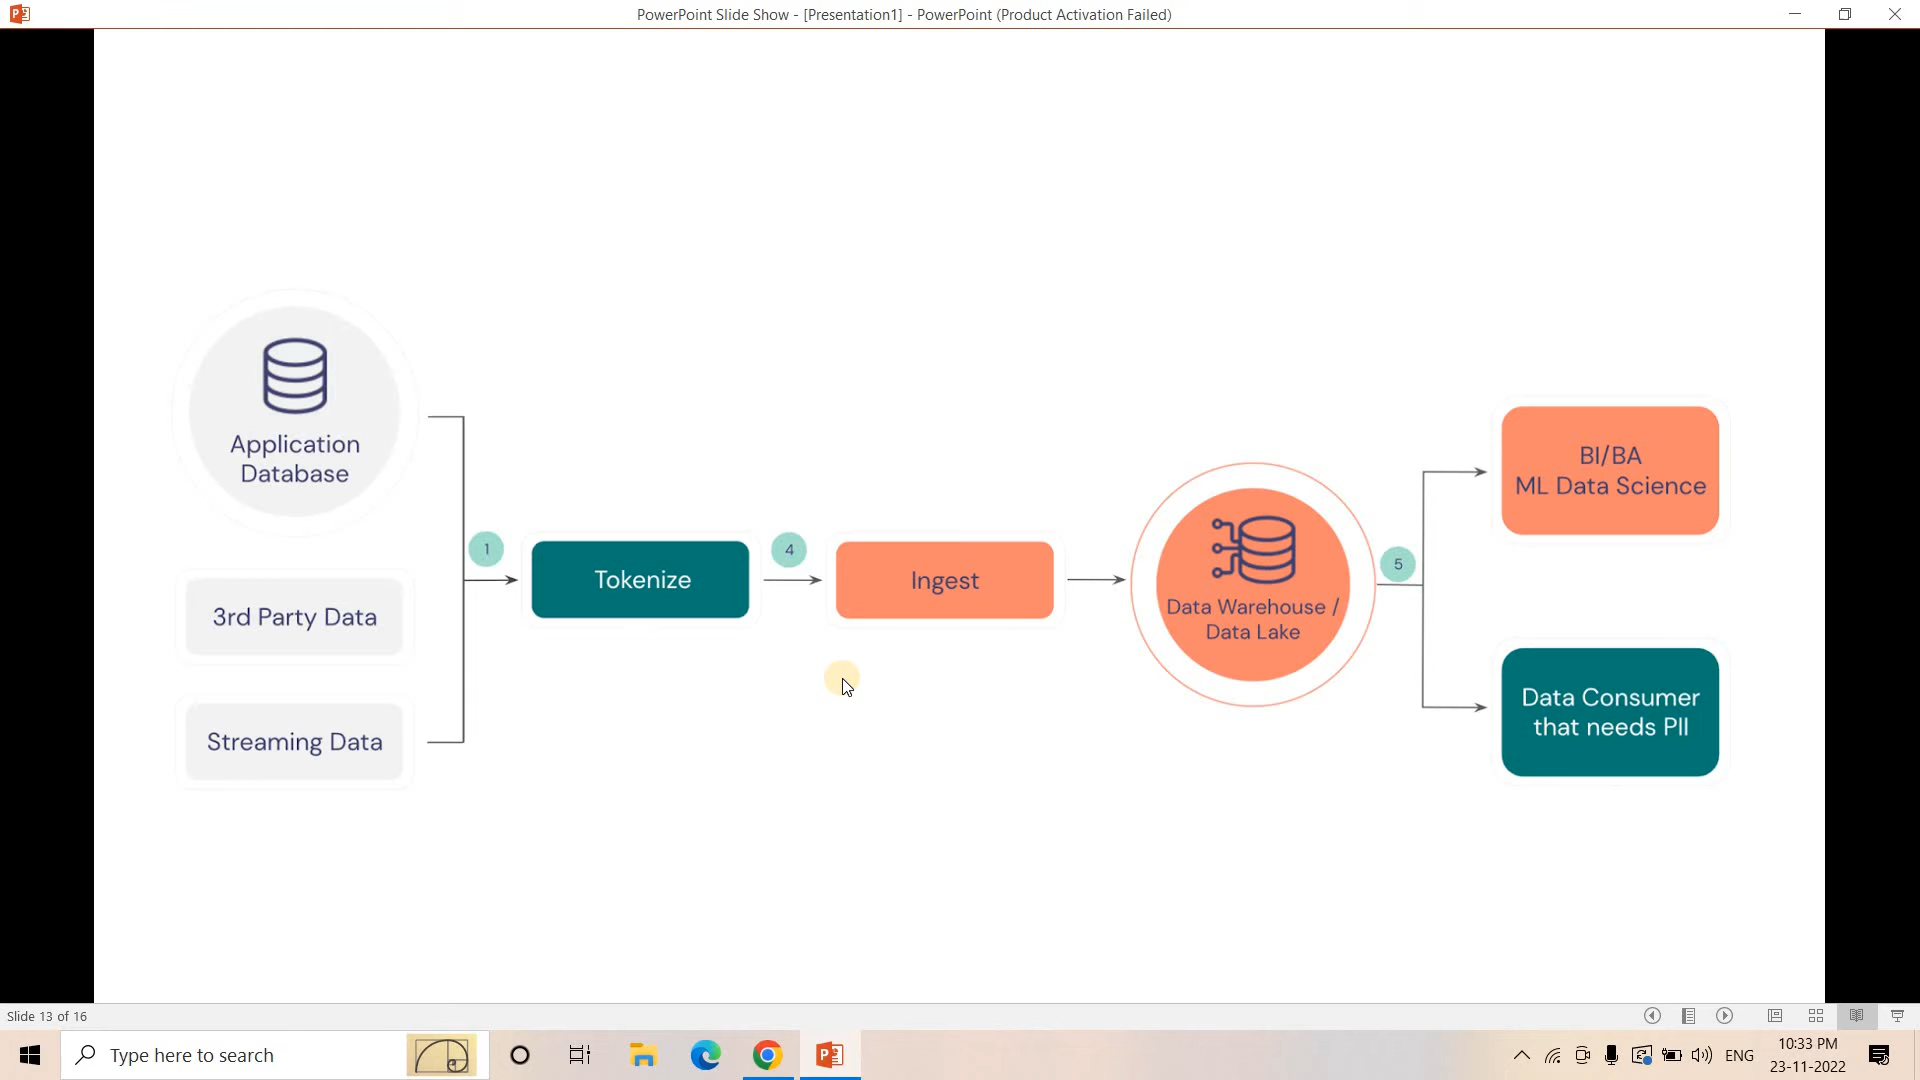 PowerPoint Slide Show - [Presentation1] - PowerPoint (Product Activation Failed)
Application
Database
3rd Party Data
Streaming Data
1
Tokenize
4
Ingest
Data Warehouse /
Data Lake
5
BI/BA
ML Data Science
Data Consumer
that needs PII
Slide 13 of 16
Type here to search
ENG
10:33 PM
23-11-2022